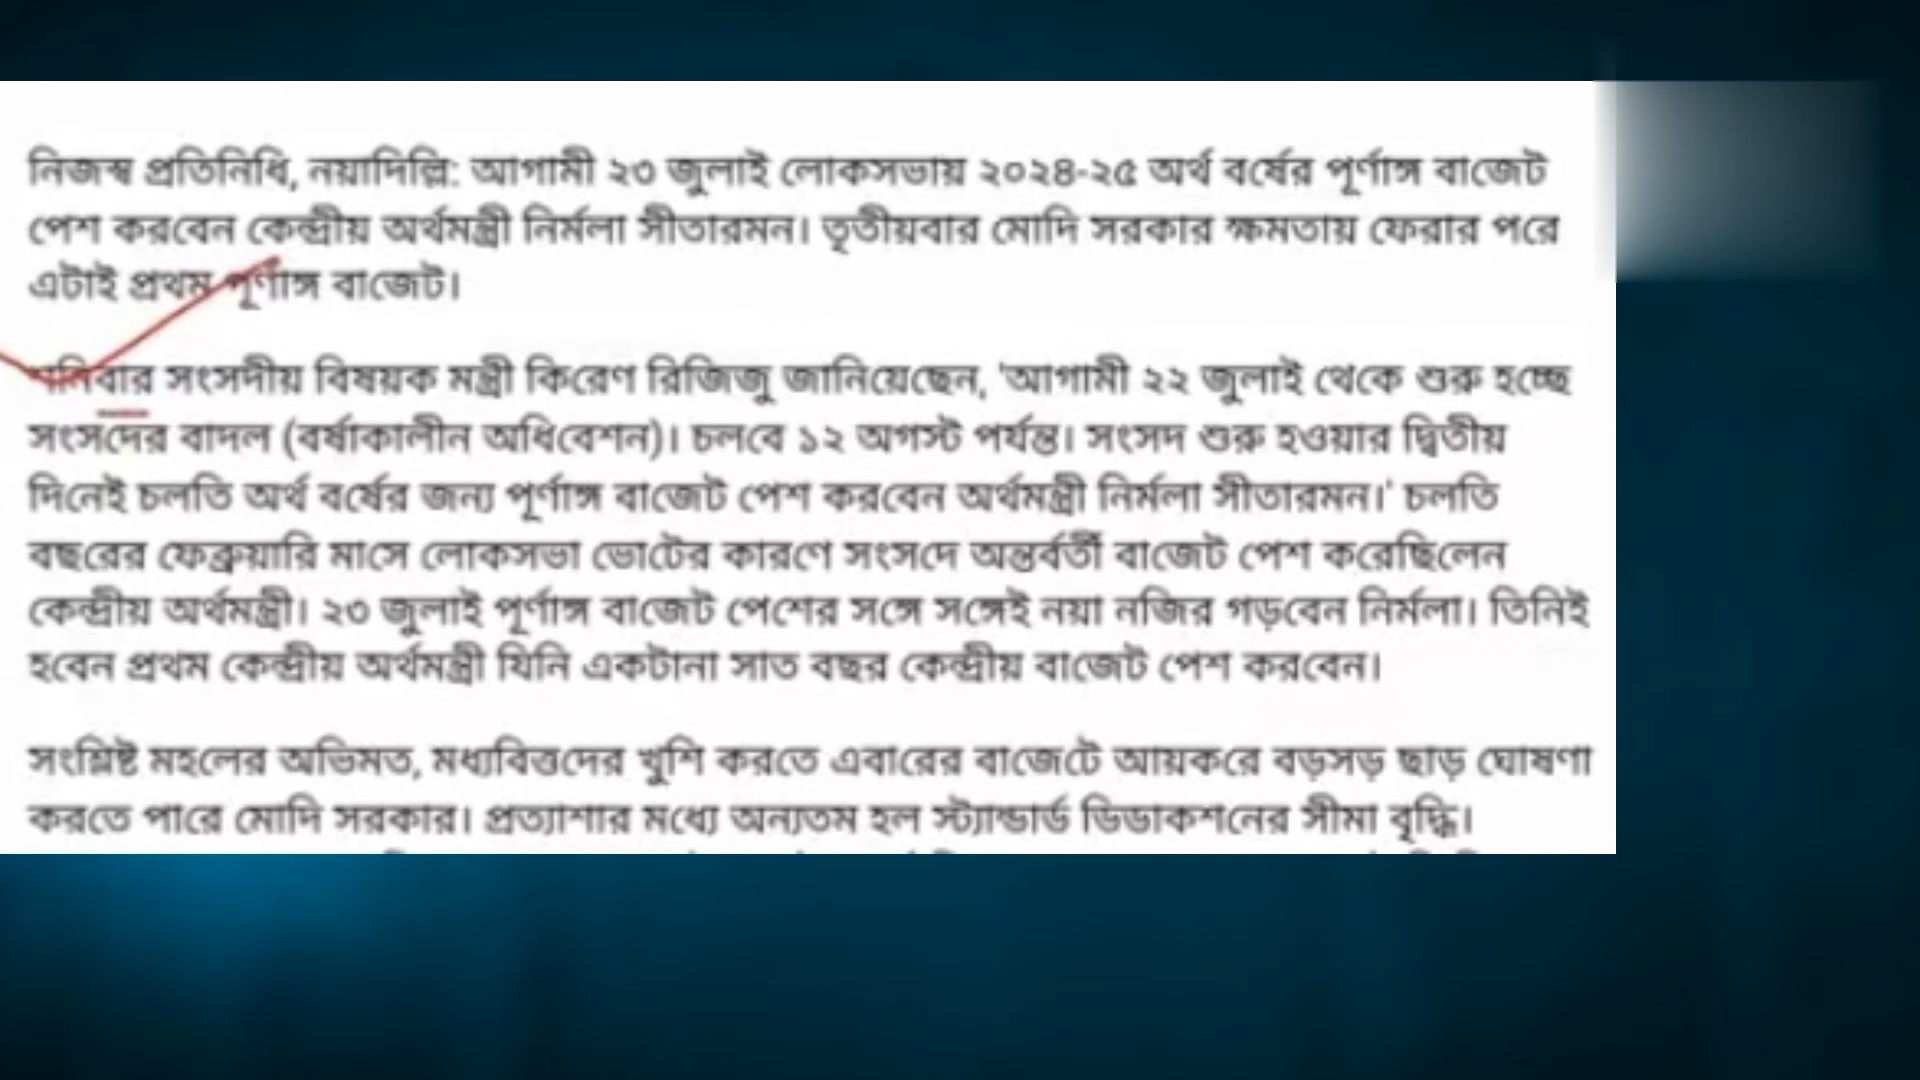 নিজস্ব প্রতিনিধি, নয়াদিল্লি: আগামী ২৩ জুলাই লোকসভায় ২০২৪-২৫ অর্থ বর্ষের পূর্ণাঙ্গ বাজেট
পেশ করবেন কেন্দ্রীয় অর্থমন্ত্রী নির্মলা সীতারমন। তৃতীয়বার মোদি সরকার ক্ষমতায় ফেরার পরে
এটাই প্রথম পূর্ণাঙ্গ বাজেট।
শনিবার সংসদীয় বিষয়ক মন্ত্রী কিরেণ রিজিজু জানিয়েছেন, 'আগামী ২২ জুলাই থেকে শুরু হচ্ছে
সংসদের বাদল (বর্ষাকালীন অধিবেশন)। চলবে ১২ অগস্ট পর্যন্ত। সংসদ শুরু হওয়ার দ্বিতীয়
দিনেই চলতি অর্থ বর্ষের জন্য পূর্ণাঙ্গ বাজেট পেশ করবেন অর্থমন্ত্রী নির্মলা সীতারমন।' চলতি
বছরের ফেব্রুয়ারি মাসে লোকসভা ভোটের কারণে সংসদে অন্তর্বর্তী বাজেট পেশ করেছিলেন
কেন্দ্রীয় অর্থমন্ত্রী। ২৩ জুলাই পূর্ণাঙ্গ বাজেট পেশের সঙ্গে সঙ্গেই নয়া নজির গড়বেন নির্মলা। তিনিই
হবেন প্রথম কেন্দ্রীয় অর্থমন্ত্রী যিনি একটানা সাত বছর কেন্দ্রীয় বাজেট পেশ করবেন।
সংশ্লিষ্ট মহলের অভিমত, মধ্যবিত্তদের খুশি করতে এবারের বাজেটে আয়করে বড়সড় ছাড় ঘোষণা
করতে পারে মোদি সরকার। প্রত্যাশার মধ্যে অন্যতম হল স্ট্যান্ডার্ড ডিডাকশনের সীমা বৃদ্ধি।